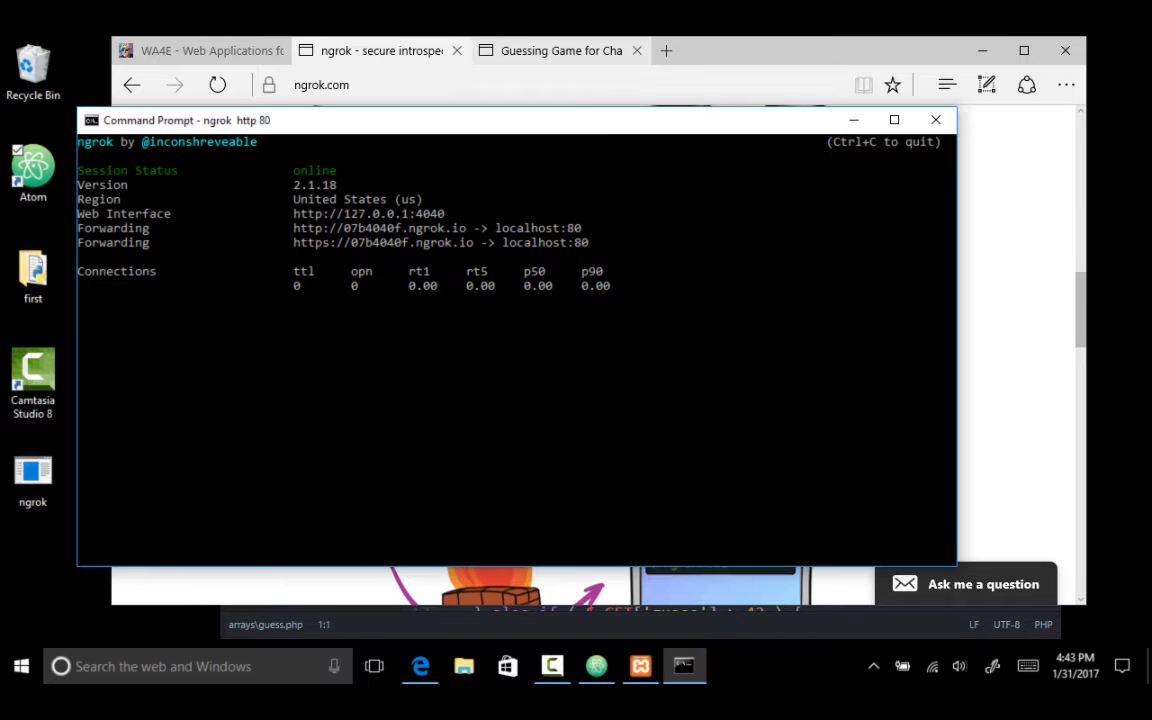 WA4E - Web Applications fo
ngrok - secure introspe
Guessing Game for Cha
Recycle Bin
ngrok.com
Command Prompt - ngrok http 80
ngrok by @inconshreveable (Ctrl+C to quit)
Session Status online
Version 2.1.18
Region United States (us)
Web Interface http://127.0.0.1:4040
Forwarding http://07b4040f.ngrok.io -> localhost:80
Forwarding https://07b4040f.ngrok.io -> localhost:80
Connections ttl opn rt1 rt5 p50 p90
0 0 0.00 0.00 0.00 0.00
Atom
first
Camtasia
Studio 8
ngrok
Ask me a question
arrays\guess.php 1:1 LF UTF-8 PHP
Search the web and Windows
4:43 PM
1/31/2017